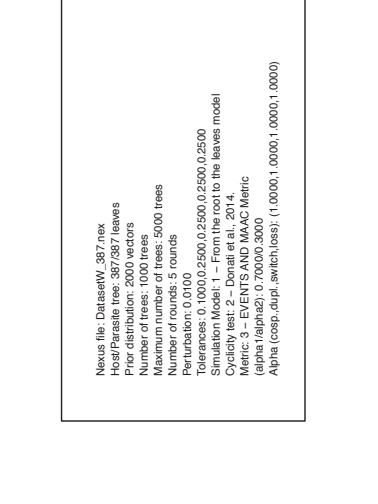 Nexus file: DatasetW_387.nex
Host/Parasite tree: 387/387 leaves
Prior distribution: 2000 vectors
Number of trees: 1000 trees
Maximum number of trees: 5000 trees
Number of rounds: 5 rounds
Perturbation: 0.0100
Tolerances: 0.1000,0.2500,0.2500,0.2500,0.2500
Simulation Model: 1 – From the root to the leaves model
Cyclicity test: 2 – Donati et al., 2014.
Metric: 3 – EVENTS AND MAAC Metric
(alpha1/alpha2): 0.7000/0.3000
Alpha (cosp.,dupl.,switch,loss): (1.0000,1.0000,1.0000,1.0000)